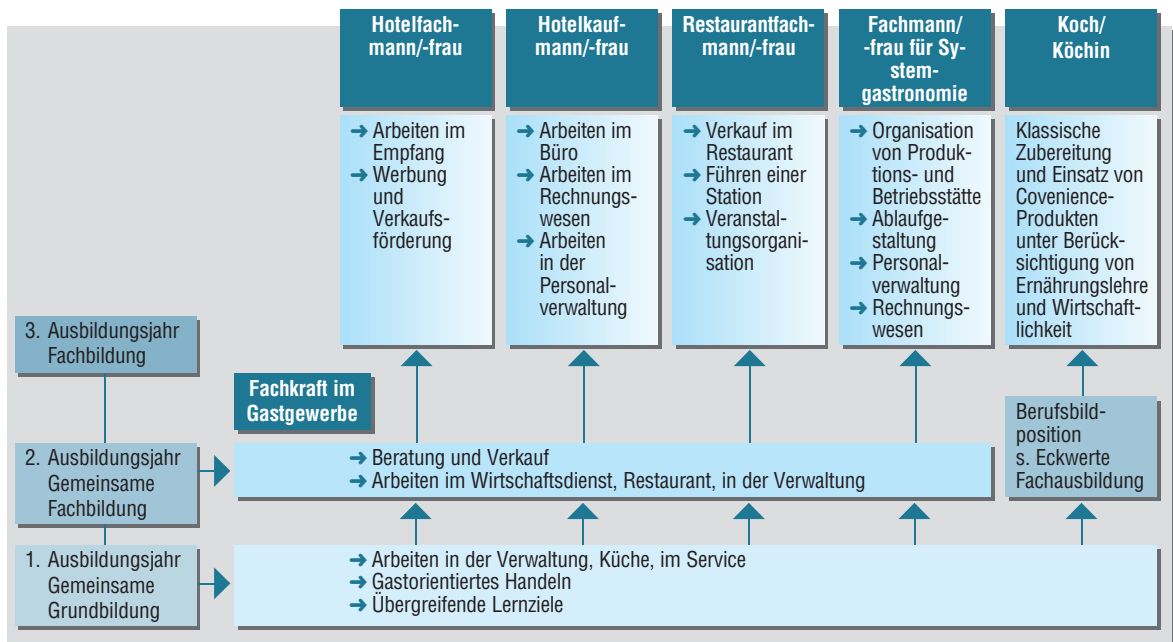 Hotelfach-
mann/-frau
Hotelkauf-
mann/-frau
Restaurantfach-
mann/-frau
Fachmann/
-frau für Sy-
stem-
gastronomie
Koch/
Köchin
➜ Arbeiten im
Empfang
➜ Werbung
und
Verkaufs-
förderung
➜ Arbeiten im
Büro
➜ Arbeiten im
Rechnungs-
wesen
➜ Arbeiten
in der
Personal-
verwaltung
➜ Verkauf im
Restaurant
➜ Führen einer
Station
➜ Veranstal-
tungsorgani-
sation
➜ Organisation
von Produk-
tions- und
Betriebsstätte
➜ Ablaufge-
staltung
➜ Personal-
verwaltung
➜ Rechnungs-
wesen
Klassische
Zubereitung
und Einsatz von
Covenience-
Produkten
unter Berück-
sichtigung von
Ernährungslehre
und Wirtschaft-
lichkeit
3. Ausbildungsjahr
Fachbildung
Fachkraft im
Gastgewerbe
Berufsbild-
position
s. Eckwerte
Fachausbildung
2. Ausbildungsjahr
Gemeinsame
Fachbildung
➜ Beratung und Verkauf
➜ Arbeiten im Wirtschaftsdienst, Restaurant, in der Verwaltung
1. Ausbildungsjahr
Gemeinsame
Grundbildung
➜ Arbeiten in der Verwaltung, Küche, im Service
➜ Gastorientiertes Handeln
➜ Übergreifende Lernziele